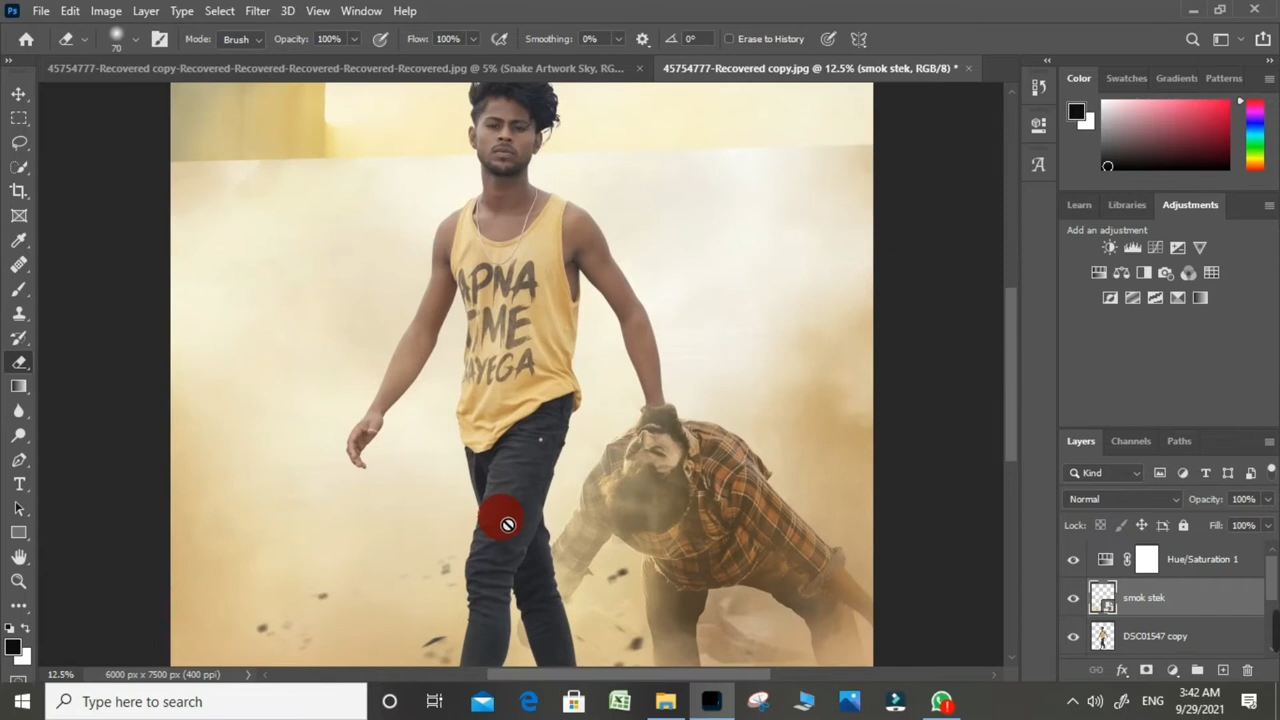 Ps File Edit Image Layer Type Select Filter 3D View Window Help
70 Mode: Brush Opacity: 100% Flow: 100% Smoothing: 0% 0° Erase to History
45754777-Recovered copy-Recovered-Recovered-Recovered-Recovered-Recovered.jpg @ 5% (Snake Artwork Sky, RG... × 45754777-Recovered copy.jpg @ 12.5% (smok stek, RGB/8) * ×
Color Swatches Gradients Patterns
Learn Libraries Adjustments
Add an adjustment
APNA
TIME
AAYEGA
Layers Channels Paths
Kind
Normal Opacity: 100%
Lock: Fill: 100%
Hue/Saturation 1
smok stek
DSC01547 copy
12.5% 6000 px x 7500 px (400 ppi)
Type here to search
ENG
3:42 AM
9/29/2021